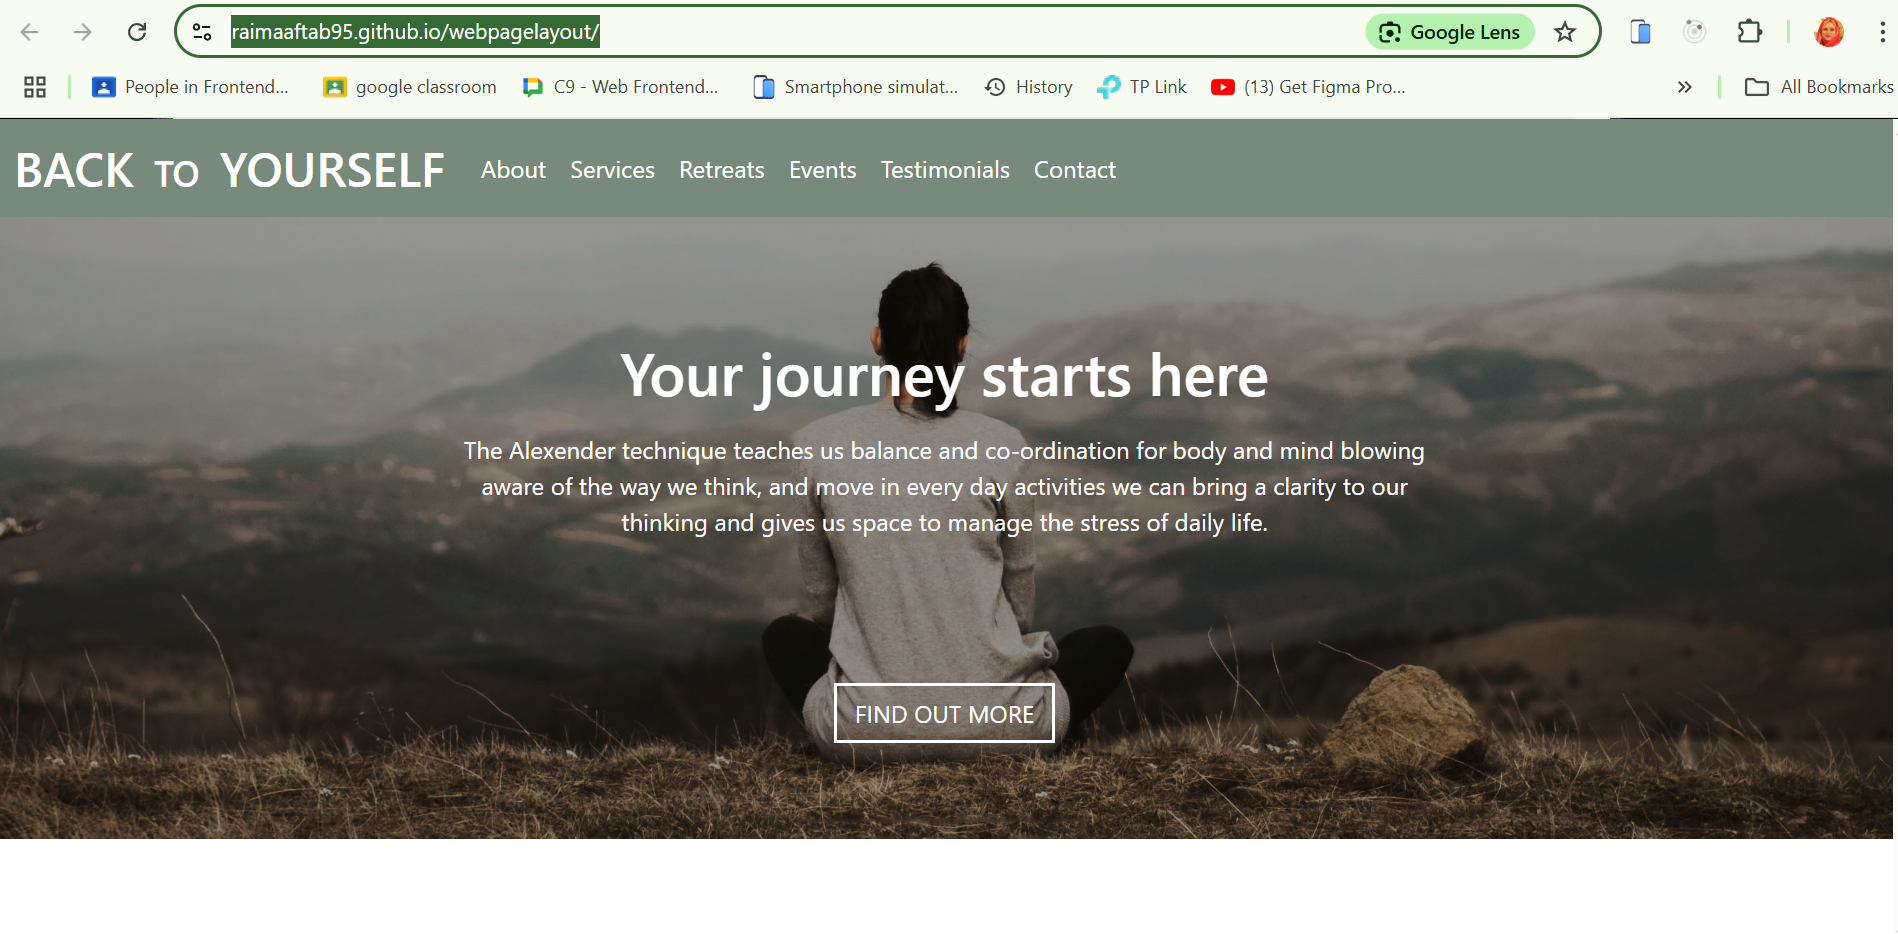 raimaaftab95.github.io/webpagelayout/
Google Lens
People in Frontend...
google classroom
C9 - Web Frontend...
Smartphone simulat...
History
TP Link
(13) Get Figma Pro...
All Bookmarks
BACK TO YOURSELF
About
Services
Retreats
Events
Testimonials
Contact
Your journey starts here
The Alexender technique teaches us balance and co-ordination for body and mind blowing
aware of the way we think, and move in every day activities we can bring a clarity to our
thinking and gives us space to manage the stress of daily life.
FIND OUT MORE